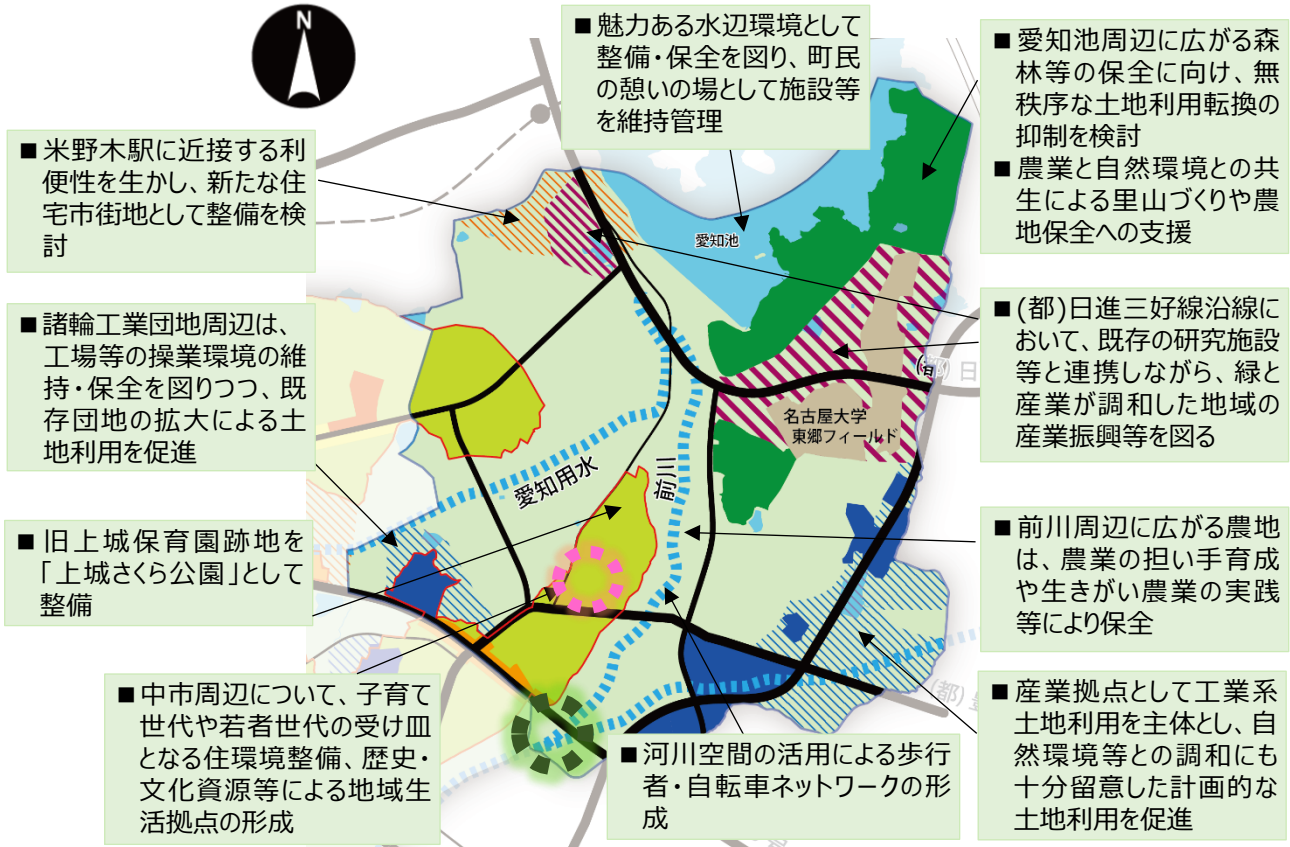 N
■魅力ある水辺環境として
整備・保全を図り、町民
の憩いの場として施設等
を維持管理
■愛知池周辺に広がる森
林等の保全に向け、無
秩序な土地利用転換の
抑制を検討
■農業と自然環境との共
生による里山づくりや農
地保全への支援
■米野木駅に近接する利
便性を生かし、新たな住
宅市街地として整備を検
討
愛知池
■(都)日進三好線沿線に
おいて、既存の研究施設
等と連携しながら、緑と
産業が調和した地域の
産業振興等を図る
■諸輪工業団地周辺は、
工場等の操業環境の維
持・保全を図りつつ、既
存団地の拡大による土
地利用を促進
(都) 日
名古屋大学
東郷フィールド
愛知用水
前川
■旧上城保育園跡地を
「上城さくら公園」として
整備
■前川周辺に広がる農地
は、農業の担い手育成
や生きがい農業の実践
等により保全
■中市周辺について、子育て
世代や若者世代の受け皿
となる住環境整備、歴史・
文化資源等による地域生
活拠点の形成
■河川空間の活用による歩行
者・自転車ネットワークの形
成
(都)
■産業拠点として工業系
土地利用を主体とし、自
然環境等との調和にも
十分留意した計画的な
土地利用を促進